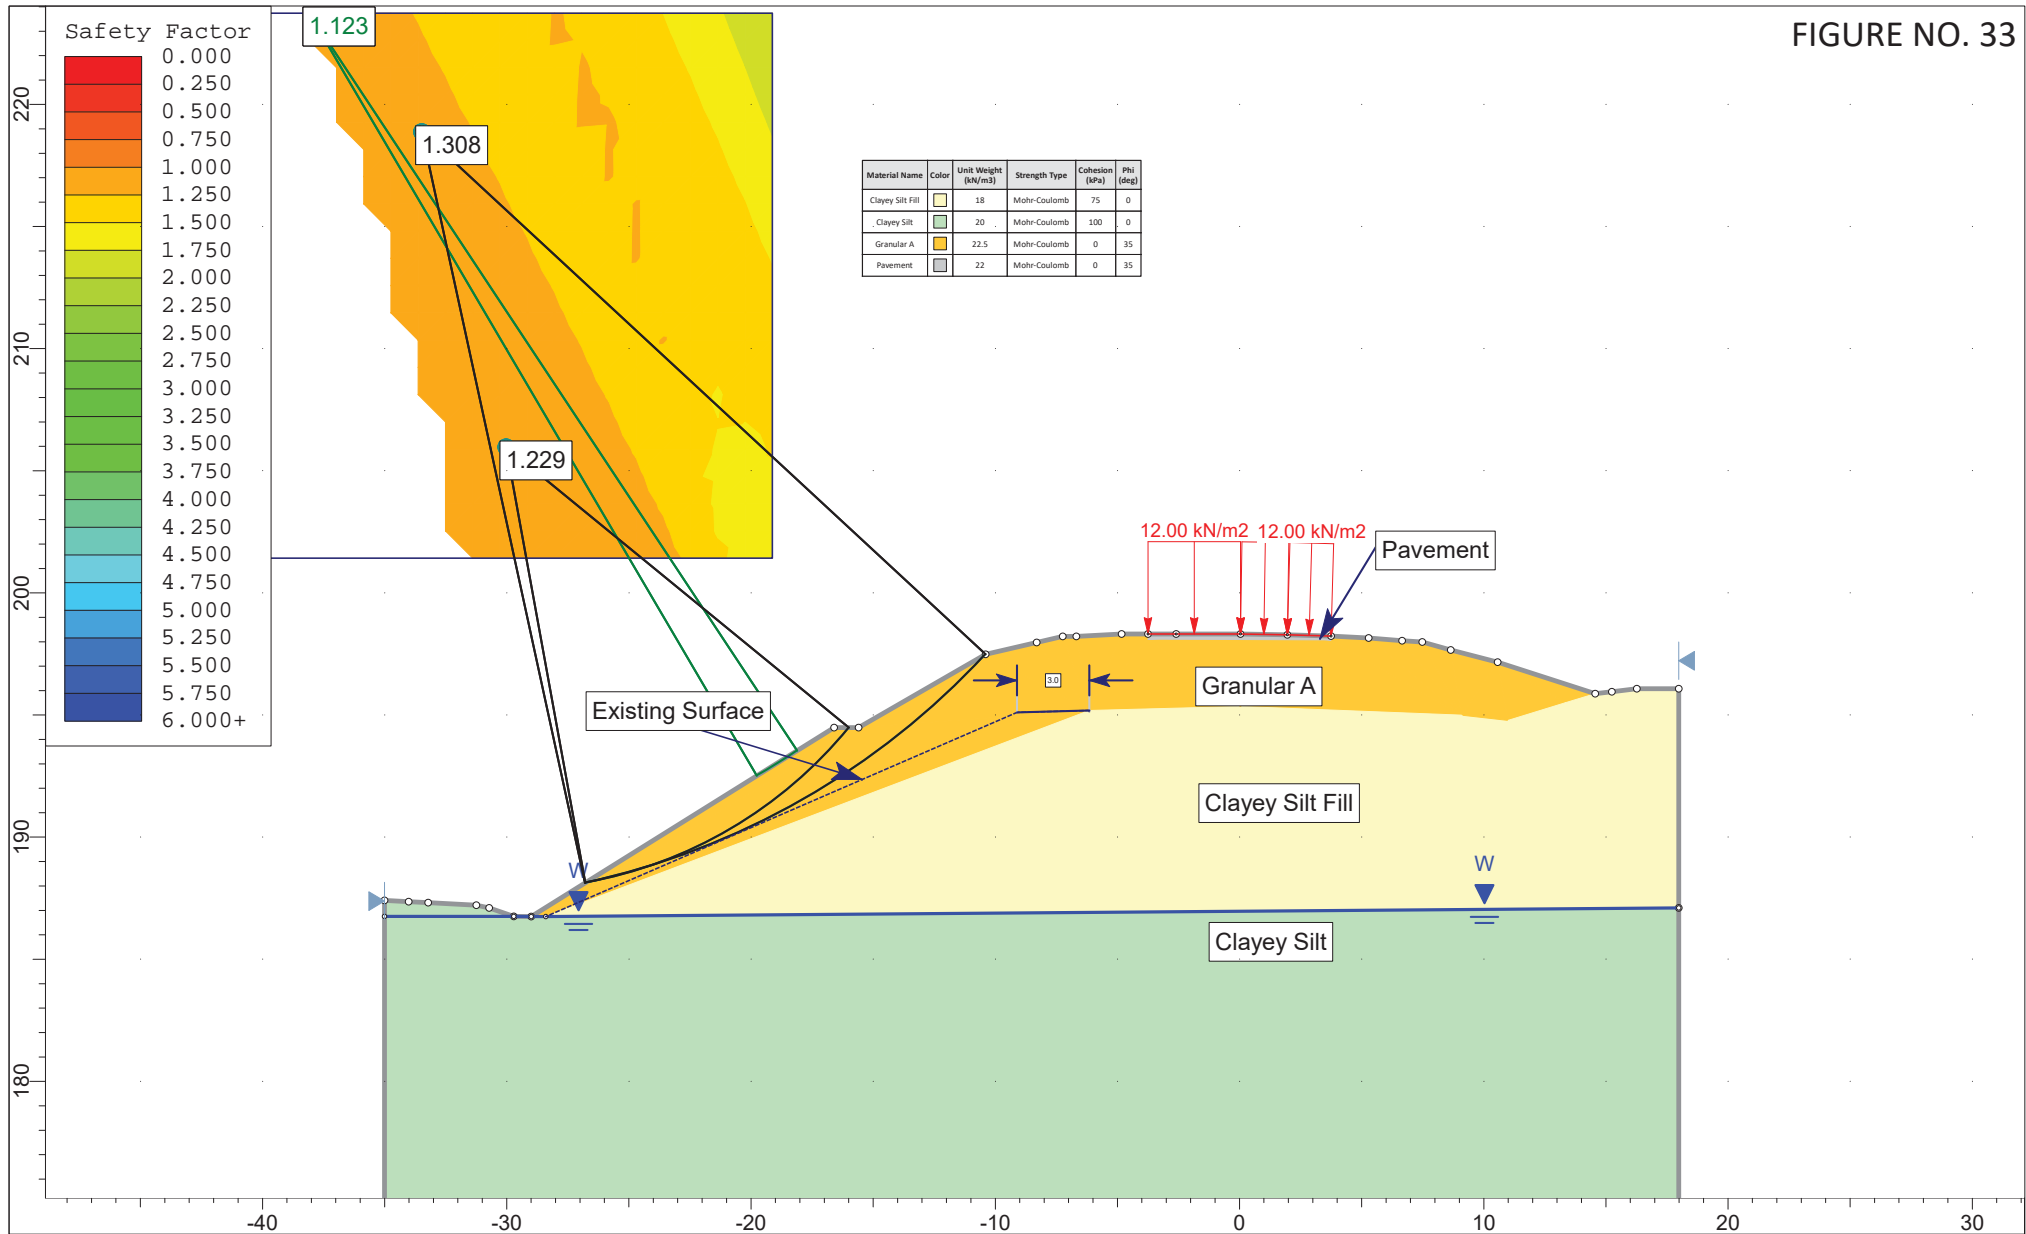 FIGURE NO. 33
Safety Factor
0.000
0.250
0.500
0.750
1.000
1.250
1.500
1.750
2.000
2.250
2.500
2.750
3.000
3.250
3.500
3.750
4.000
4.250
4.500
4.750
5.000
5.250
5.500
5.750
6.000+
1.123
1.308
1.229
Material Name Color Unit Weight (kN/m3) Strength Type Cohesion (kPa) Phi (deg)
Clayey Silt Fill 18 Mohr-Coulomb 75 0
Clayey Silt 20 Mohr-Coulomb 100 0
Granular A 22.5 Mohr-Coulomb 0 35
Pavement 22 Mohr-Coulomb 0 35
12.00 kN/m2 12.00 kN/m2
Pavement
3.0
Granular A
Existing Surface
Clayey Silt Fill
W
W
Clayey Silt
220
210
200
190
180
-40 -30 -20 -10 0 10 20 30